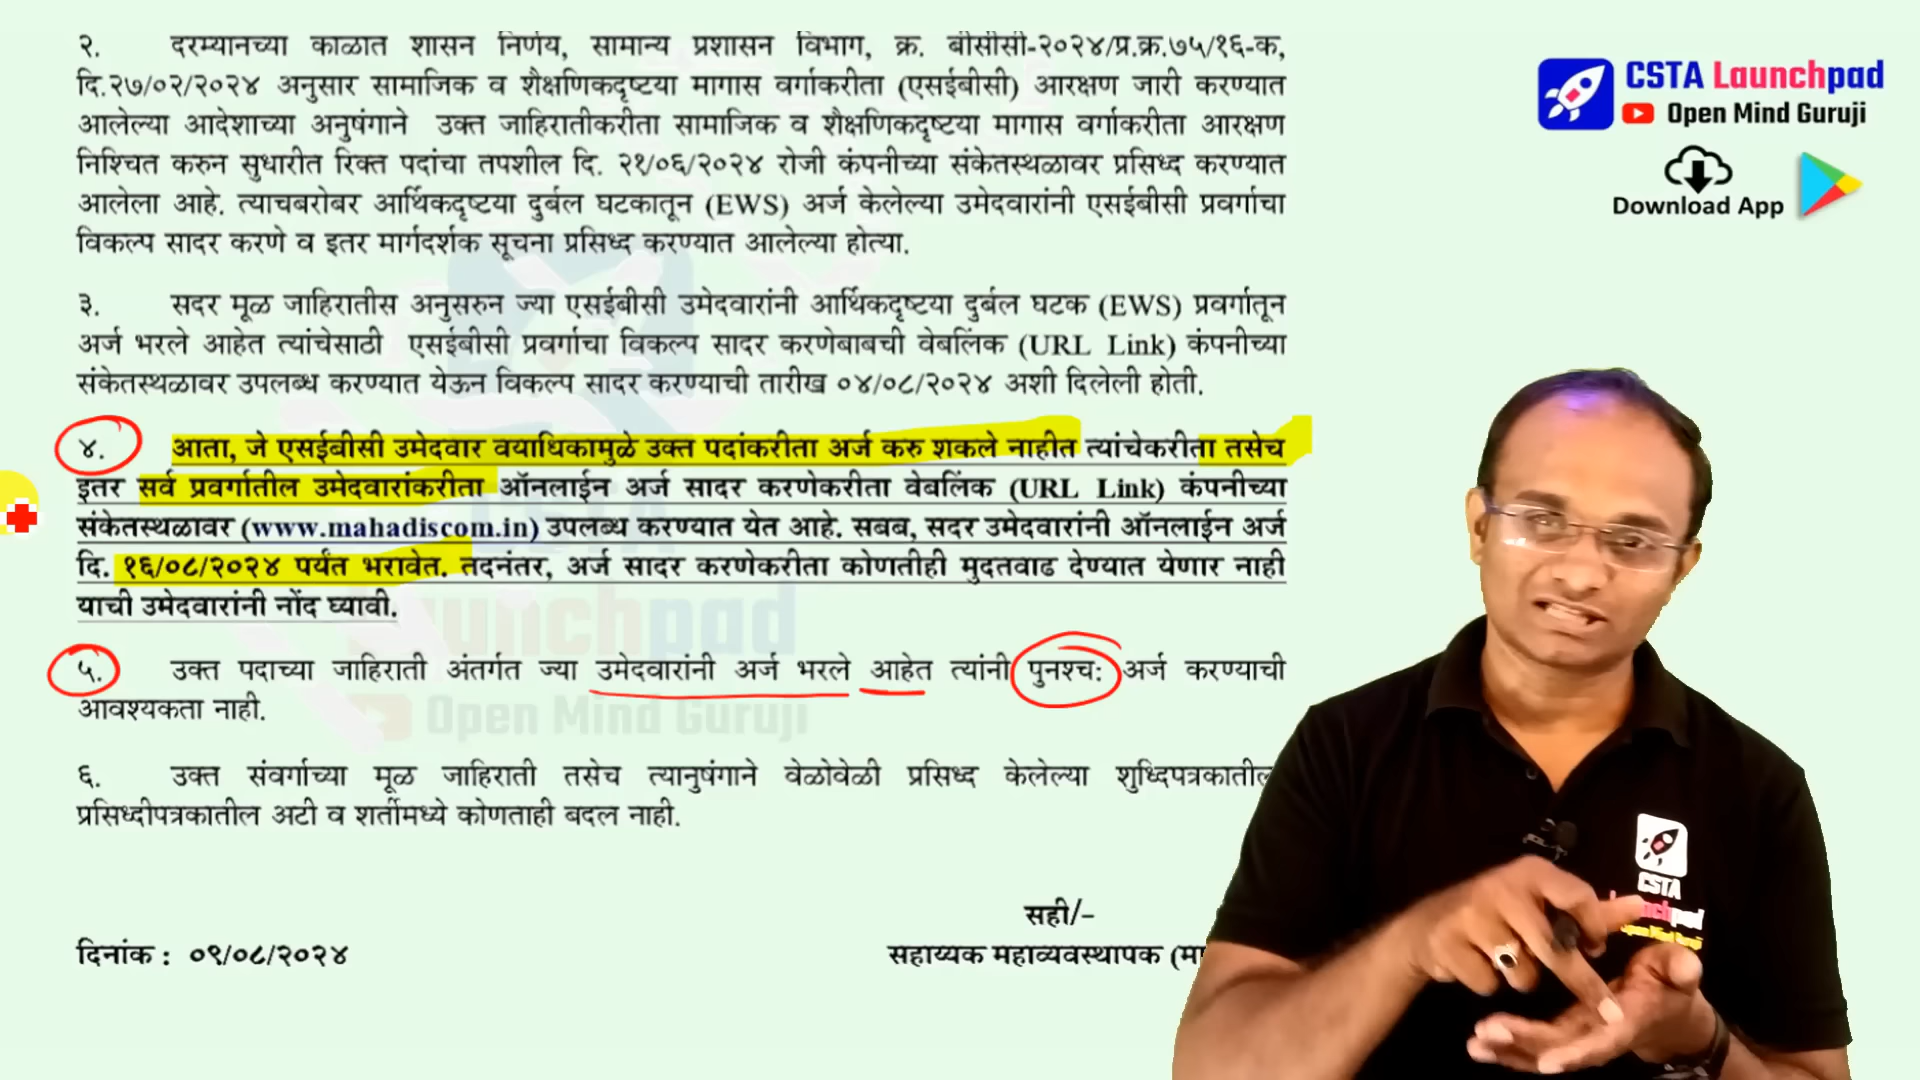 २. दरम्यानच्या काळात शासन निर्णय, सामान्य प्रशासन विभाग, क्र. बीसीसी-२०२४/प्र.क्र.७५/१६-क,
दि.२७/०२/२०२४ अनुसार सामाजिक व शैक्षणिकदृष्टया मागास वर्गाकरीता (एसईबीसी) आरक्षण जारी करण्यात
आलेल्या आदेशाच्या अनुषंगाने उक्त जाहिरातीकरीता सामाजिक व शैक्षणिकदृष्टया मागास वर्गाकरीता आरक्षण
निश्चित करुन सुधारीत रिक्त पदांचा तपशील दि. २१/०६/२०२४ रोजी कंपनीच्या संकेतस्थळावर प्रसिध्द करण्यात
आलेला आहे. त्याचबरोबर आर्थिकदृष्टया दुर्बल घटकातून (EWS) अर्ज केलेल्या उमेदवारांनी एसईबीसी प्रवर्गाचा
विकल्प सादर करणे व इतर मार्गदर्शक सूचना प्रसिध्द करण्यात आलेल्या होत्या.
३. सदर मूळ जाहिरातीस अनुसरुन ज्या एसईबीसी उमेदवारांनी आर्थिकदृष्टया दुर्बल घटक (EWS) प्रवर्गातून
अर्ज भरले आहेत त्यांचेसाठी एसईबीसी प्रवर्गाचा विकल्प सादर करणेबाबची वेबलिंक (URL Link) कंपनीच्या
संकेतस्थळावर उपलब्ध करण्यात येऊन विकल्प सादर करण्याची तारीख ०४/०८/२०२४ अशी दिलेली होती.
४. आता, जे एसईबीसी उमेदवार वयाधिकामुळे उक्त पदांकरीता अर्ज करु शकले नाहीत त्यांचेकरीता तसेच
इतर सर्व प्रवर्गातील उमेदवारांकरीता ऑनलाईन अर्ज सादर करणेकरीता वेबलिंक (URL Link) कंपनीच्या
संकेतस्थळावर (www.mahadiscom.in) उपलब्ध करण्यात येत आहे. सबब, सदर उमेदवारांनी ऑनलाईन अर्ज
दि. १६/०८/२०२४ पर्यंत भरावेत. तदनंतर, अर्ज सादर करणेकरीता कोणतीही मुदतवाढ देण्यात येणार नाही
याची उमेदवारांनी नोंद घ्यावी.
५. उक्त पदाच्या जाहिराती अंतर्गत ज्या उमेदवारांनी अर्ज भरले आहेत त्यांनी पुनश्च: अर्ज करण्याची
आवश्यकता नाही.
६. उक्त संवर्गाच्या मूळ जाहिराती तसेच त्यानुषंगाने वेळोवेळी प्रसिध्द केलेल्या शुध्दिपत्रकातील
प्रसिध्दीपत्रकातील अटी व शर्तीमध्ये कोणताही बदल नाही.
सही/-
दिनांक : ०९/०८/२०२४ सहाय्यक महाव्यवस्थापक
CSTA Launchpad
Open Mind Guruji
Download App
Launchpad
Open Mind Guruji
CSTA